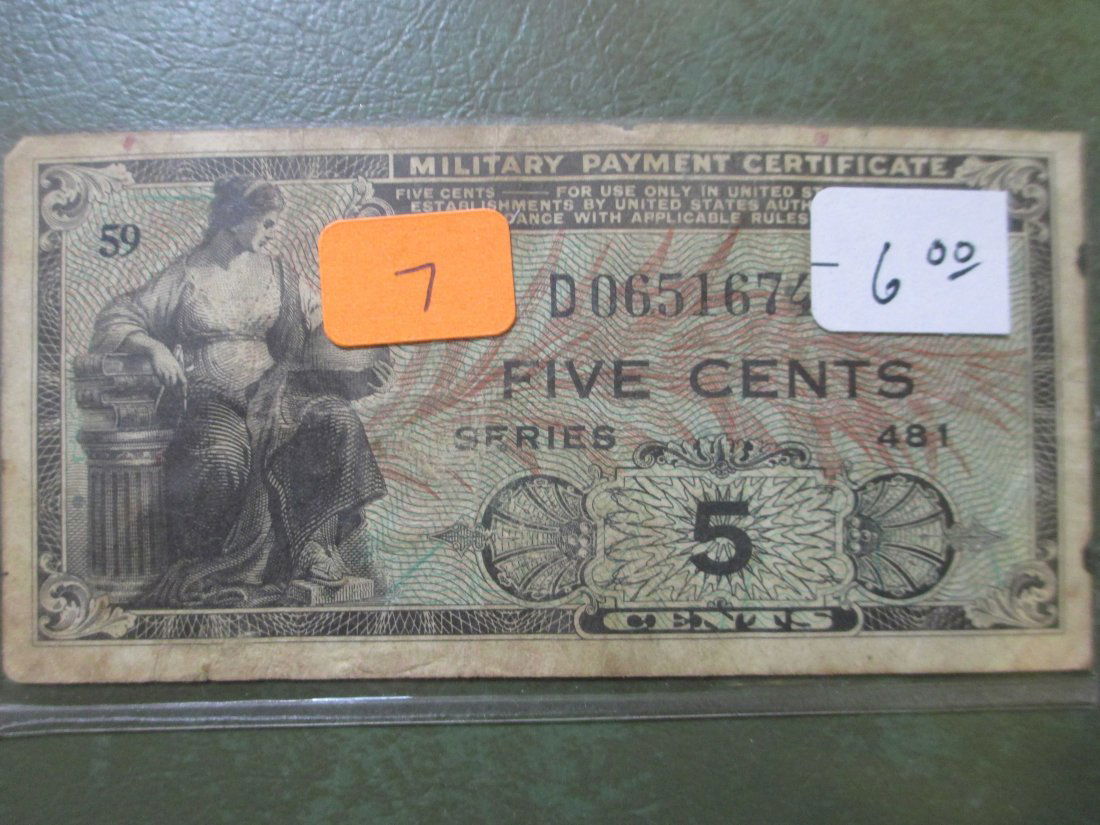 MILITARY PAYMENT CERTIFICATE
FIVE CENTS — FOR USE ONLY IN UNITED
ESTABLISHMENTS BY UNITED STATES
WITH APPLICABLE RULES
59
7
D0651674
6 00
FIVE CENTS
SERIES 481
5
CENTS